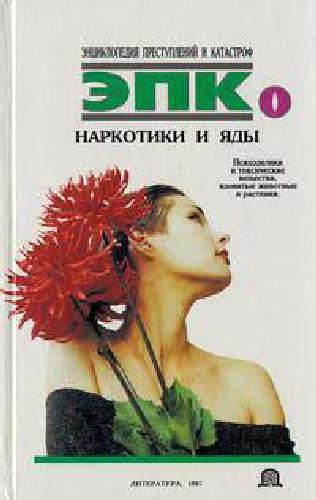 ЭНЦИКЛОПЕДИЯ ПРЕСТУПЛЕНИЙ И КАТАСТРОФ
ЭПК
НАРКОТИКИ И ЯДЫ
Психоделики
и токсические
вещества,
ядовитые животные
и растения.
ЛИТЕРАТУРА, 1997